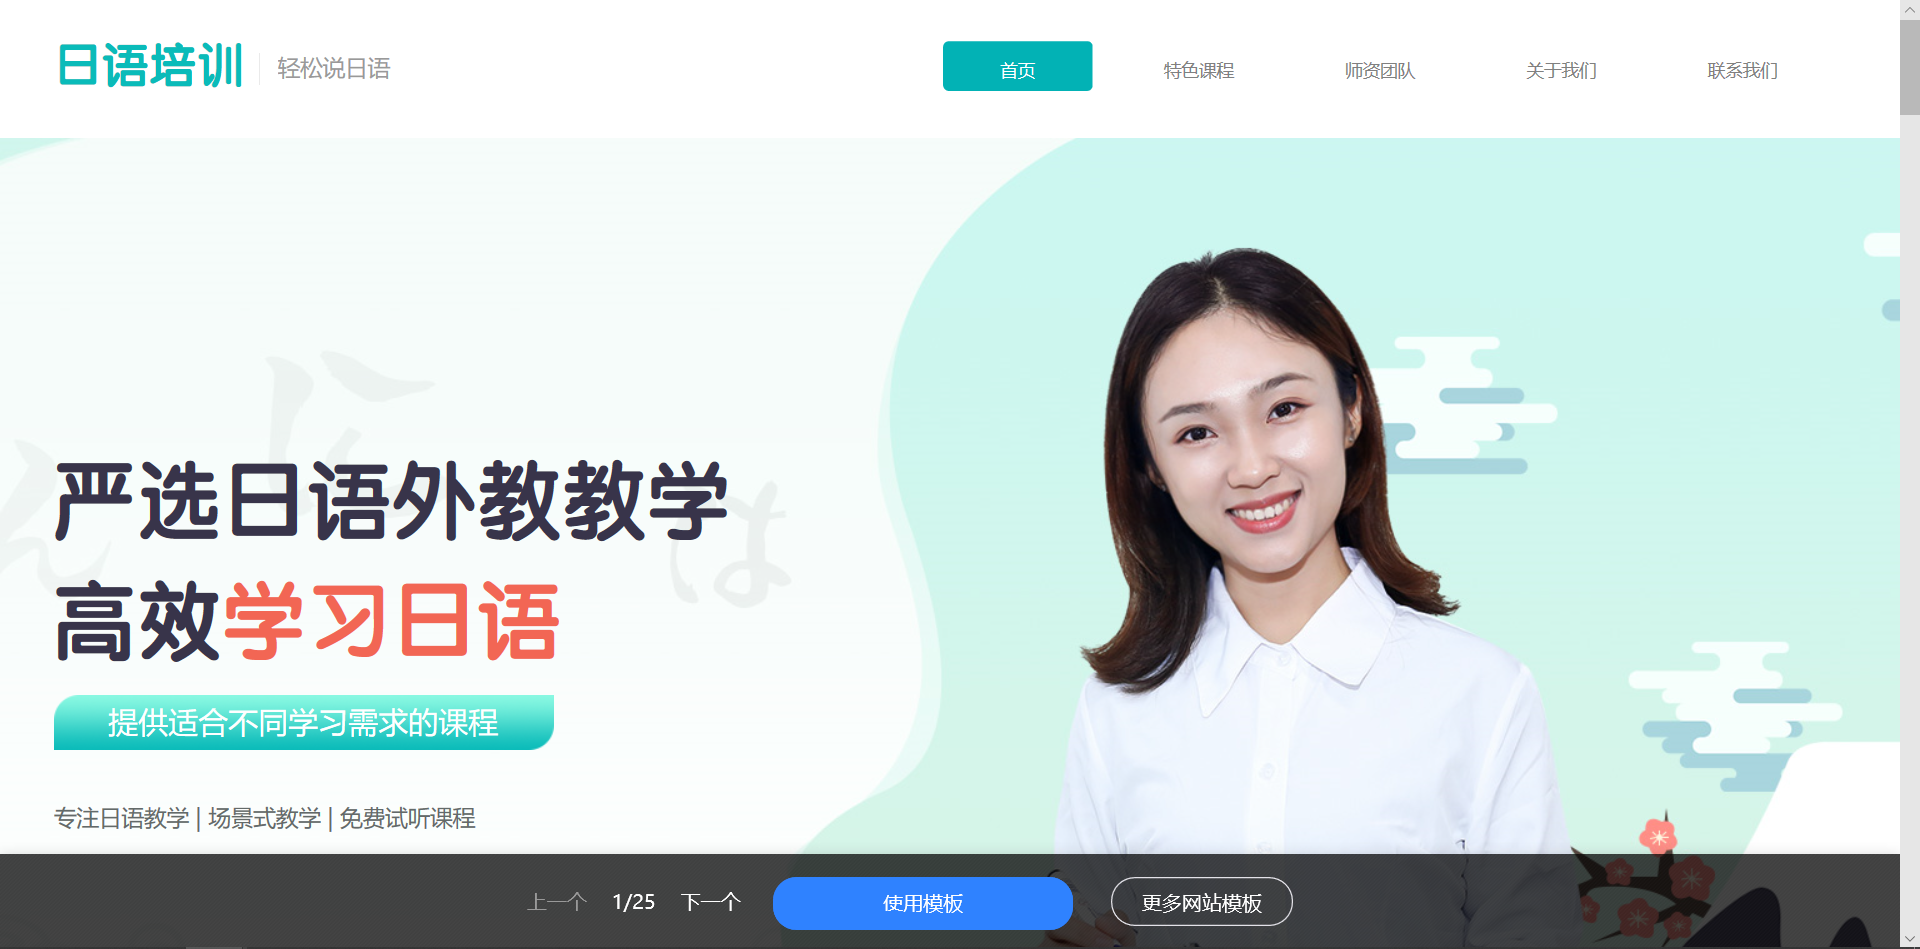 日语培训
轻松说日语
首页
特色课程
师资团队
关于我们
联系我们
严选日语外教教学
高效学习日语
提供适合不同学习需求的课程
专注日语教学 | 场景式教学 | 免费试听课程
上一个
1/25
下一个
使用模板
更多网站模板